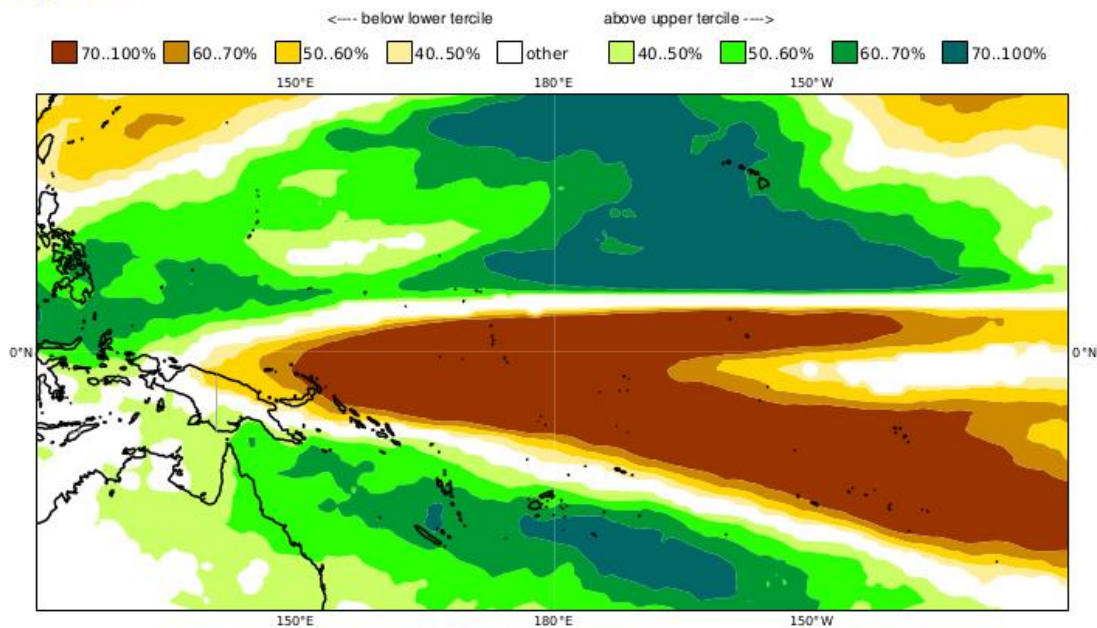 <---- below lower tercile above upper tercile ---->
70..100% 60..70% 50..60% 40..50% other 40..50% 50..60% 60..70% 70..100%
150°E 180°E 150°W
0°N 0°N
150°E 180°E 150°W